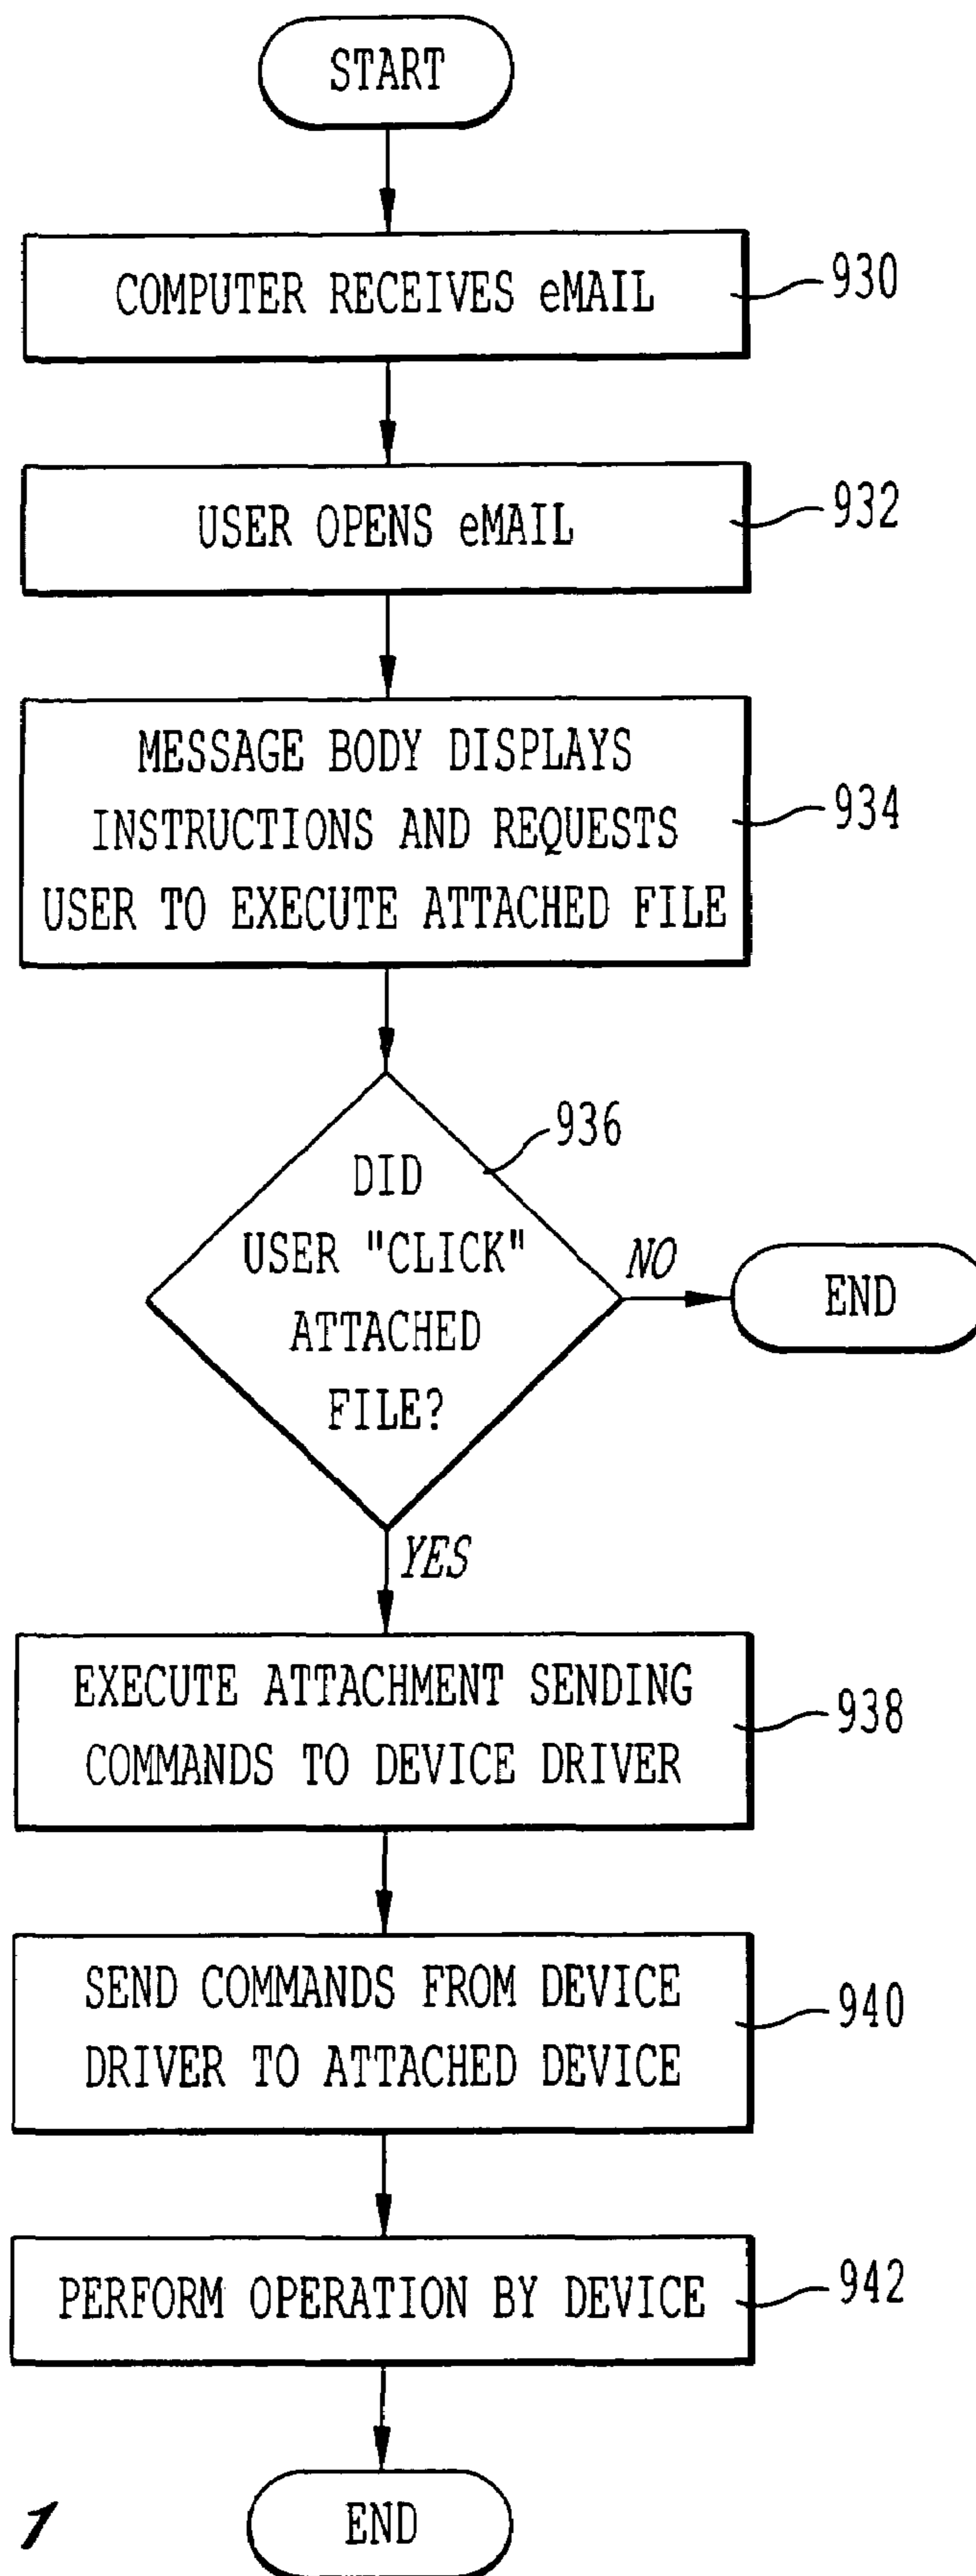 START
COMPUTER RECEIVES eMAIL
930
USER OPENS eMAIL
932
MESSAGE BODY DISPLAYS
INSTRUCTIONS AND REQUESTS
USER TO EXECUTE ATTACHED FILE
934
936
DID
USER "CLICK"
ATTACHED
FILE?
NO
END
YES
EXECUTE ATTACHMENT SENDING
COMMANDS TO DEVICE DRIVER
938
SEND COMMANDS FROM DEVICE
DRIVER TO ATTACHED DEVICE
940
PERFORM OPERATION BY DEVICE
942
END
1